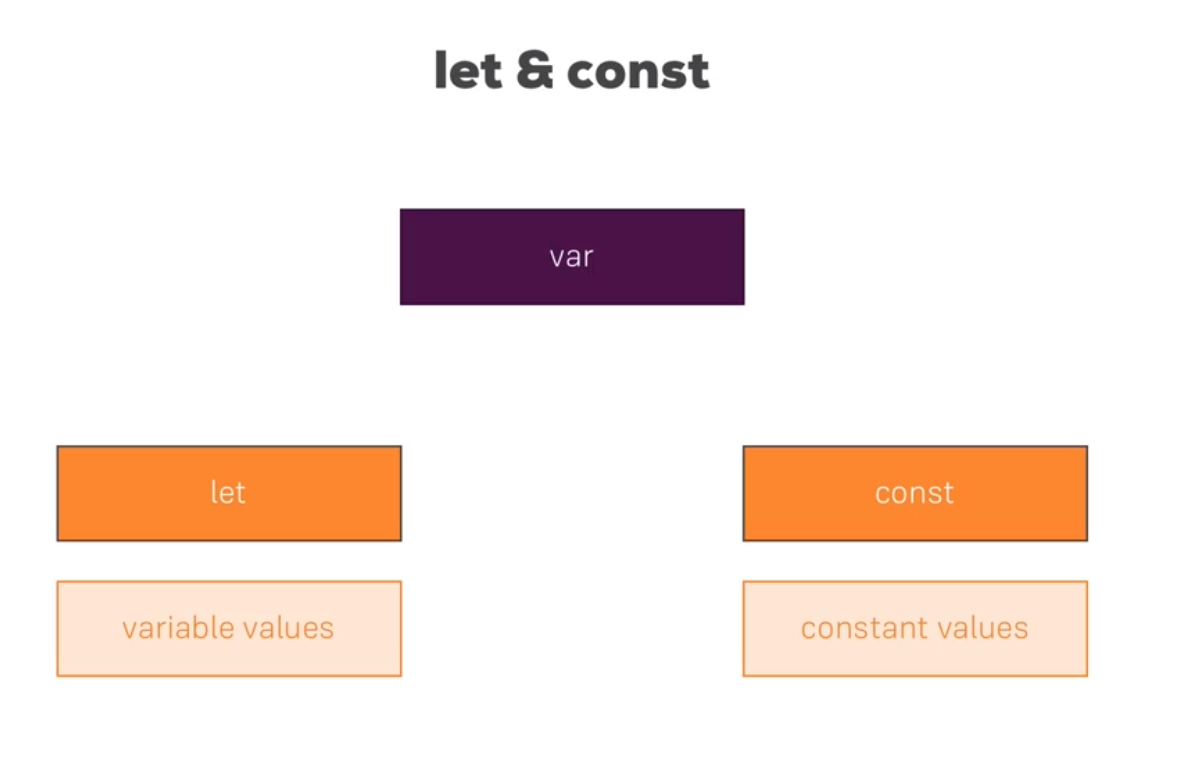 let & const
var
let
const
variable values
constant values